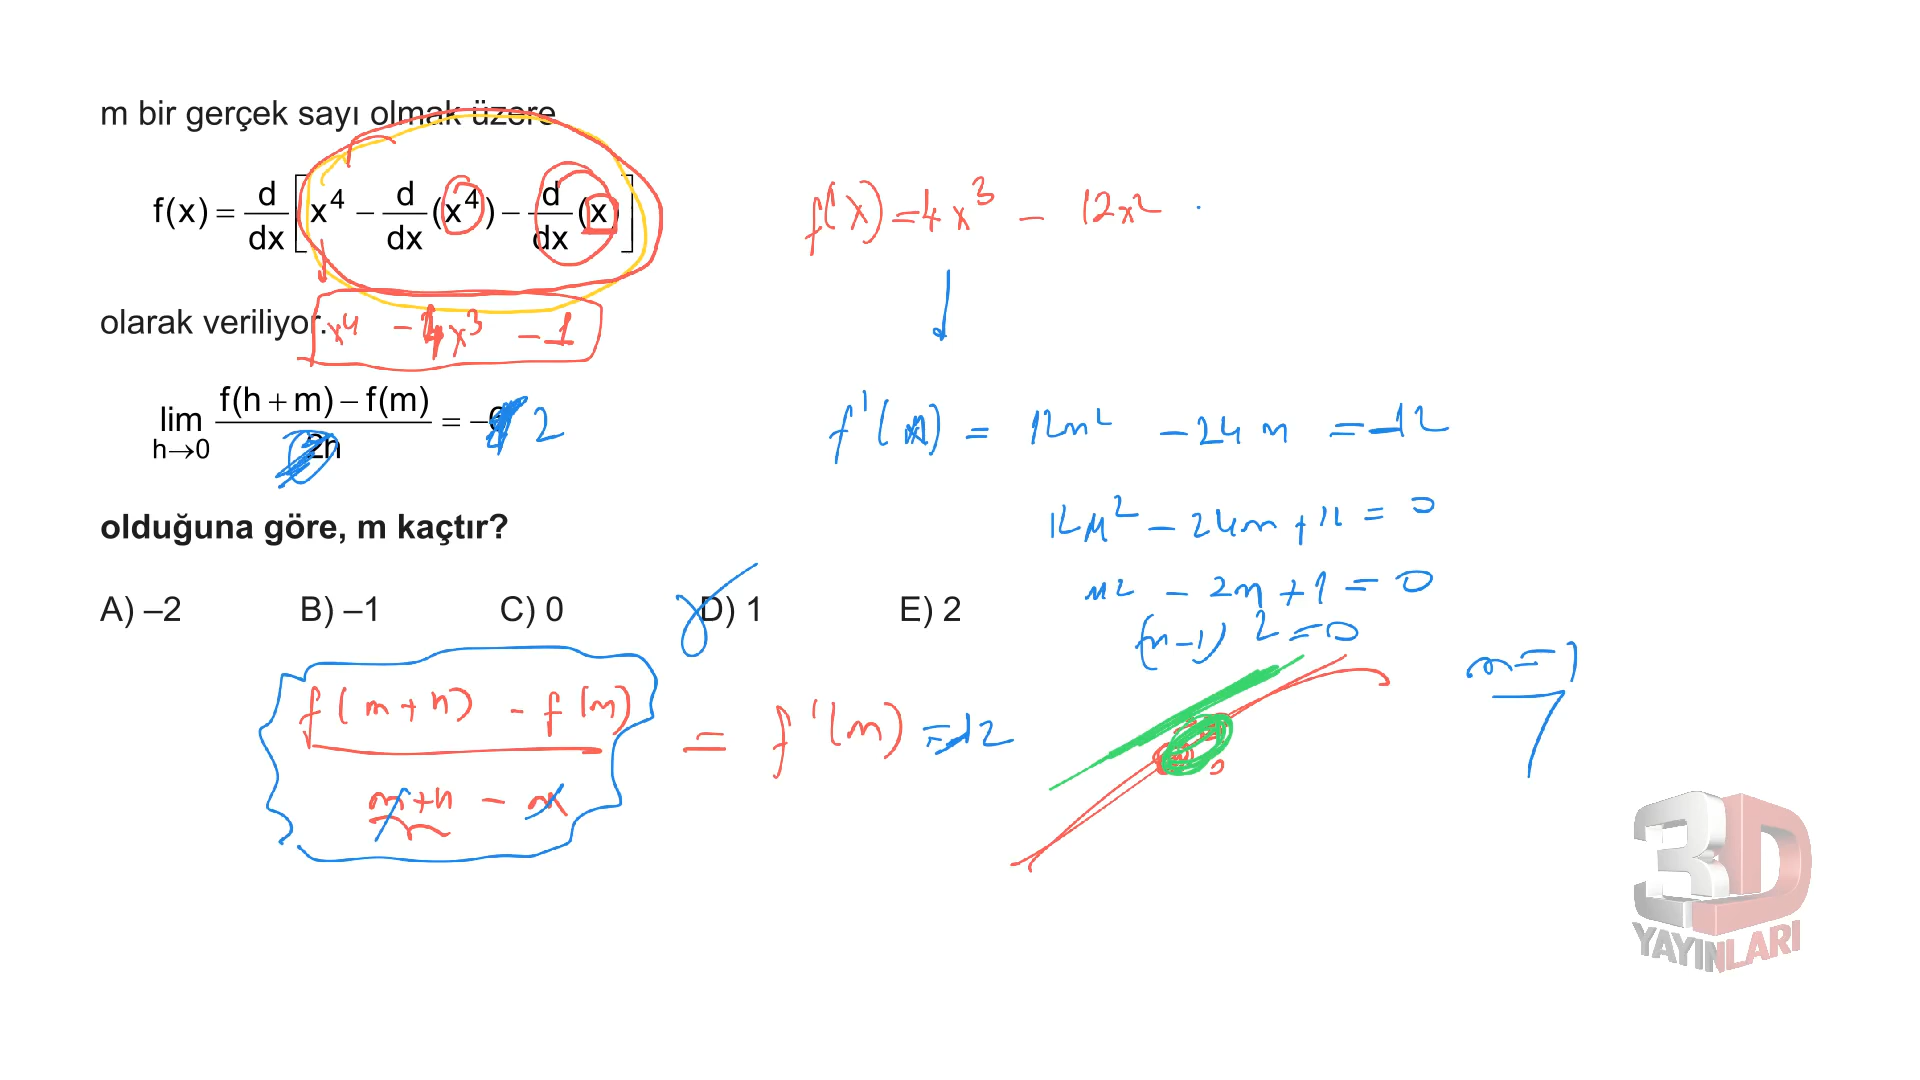 m bir gerçek sayı olmak üzere
f(x) = d/dx [x⁴ − d/dx (x⁴) − d/dx (x)]
f(x) = 4x³ − 12x²
olarak veriliyor.
x⁴ − 4x³ − 1
lim h→0 f(h + m) − f(m) / 2h = −6
2
f'(m) = 12m² − 24m = −12
12m² − 24m + 12 = 0
olduğuna göre, m kaçtır?
m² − 2m + 1 = 0
A) –2 B) –1 C) 0 D) 1 E) 2
(m − 1)² = 0
m = 1
f(m + h) − f(m) / m + h − m = f'(m) = −12
3D
YAYINLARI